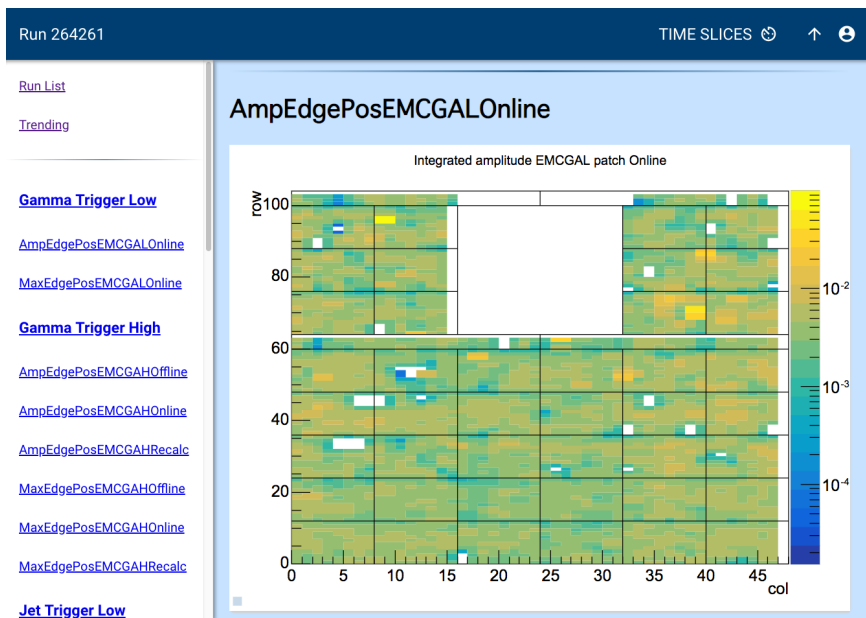 Run 264261
TIME SLICES
Run List
Trending
Gamma Trigger Low
AmpEdgePosEMCGALOnline
MaxEdgePosEMCGALOnline
Gamma Trigger High
AmpEdgePosEMCGAHOffline
AmpEdgePosEMCGAHOnline
AmpEdgePosEMCGAHRecalc
MaxEdgePosEMCGAHOffline
MaxEdgePosEMCGAHOnline
MaxEdgePosEMCGAHRecalc
Jet Trigger Low
AmpEdgePosEMCGALOnline
Integrated amplitude EMCGAL patch Online
row
100
80
60
40
20
0
0 5 10 15 20 25 30 35 40 45
col
10⁻²
10⁻³
10⁻⁴